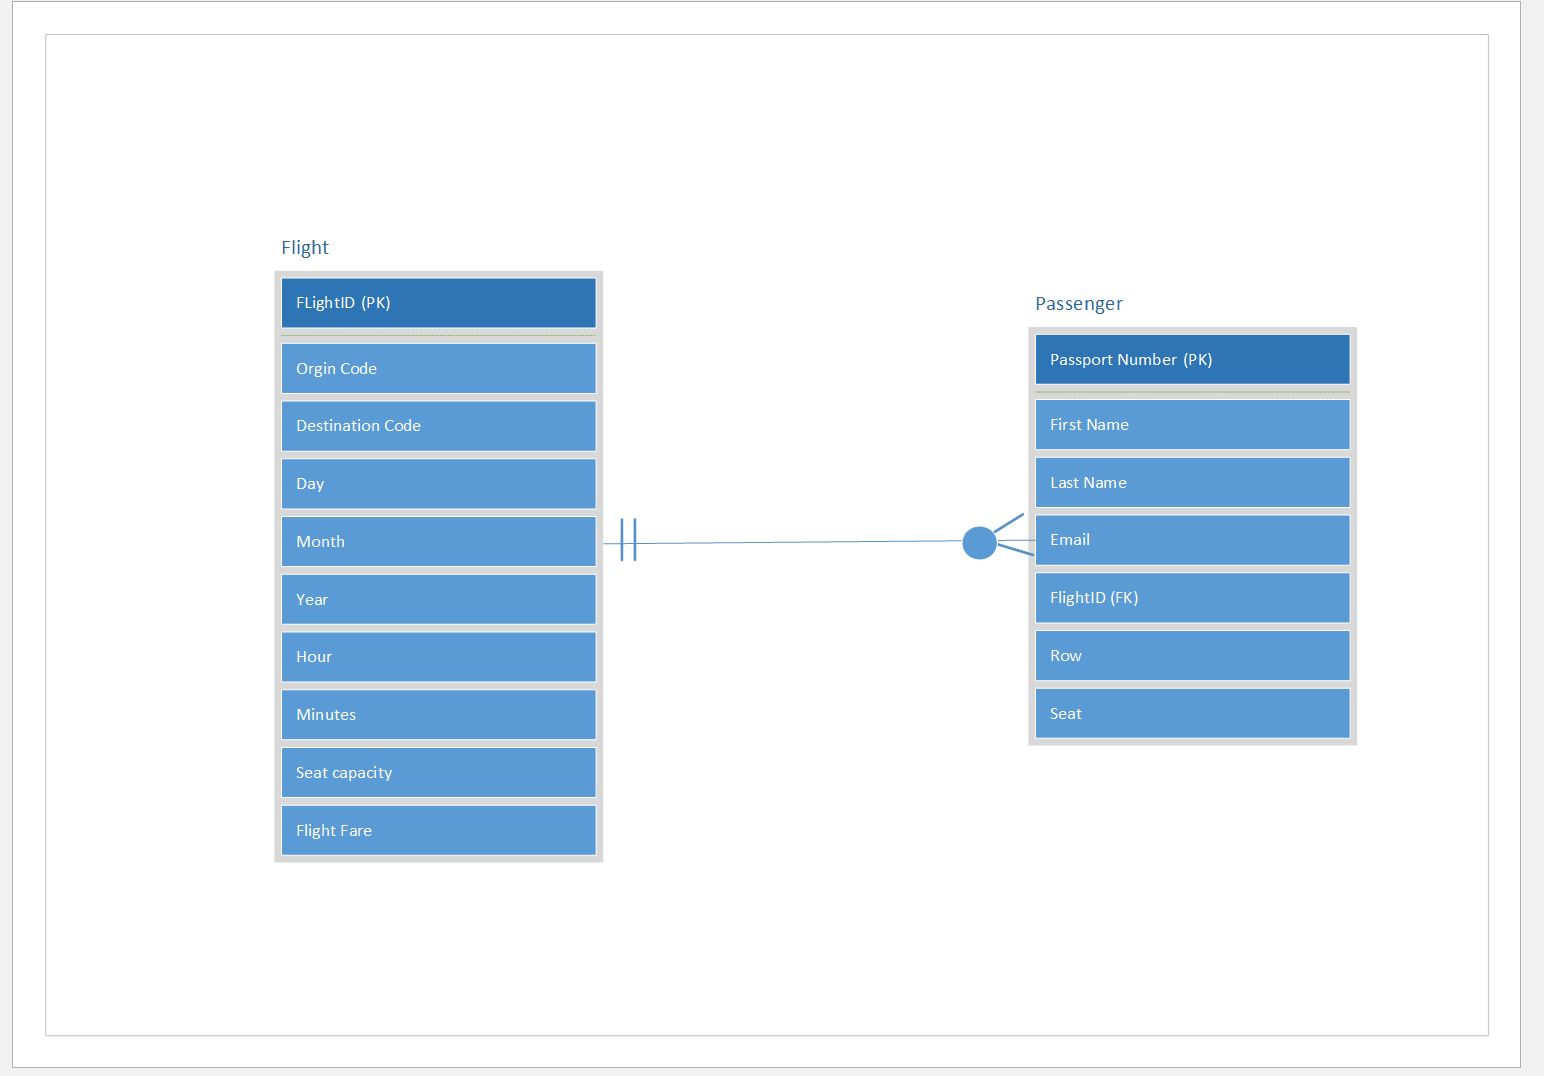 Flight
FLightID (PK)
Orgin Code
Destination Code
Day
Month
Year
Hour
Minutes
Seat capacity
Flight Fare
Passenger
Passport Number (PK)
First Name
Last Name
Email
FlightID (FK)
Row
Seat